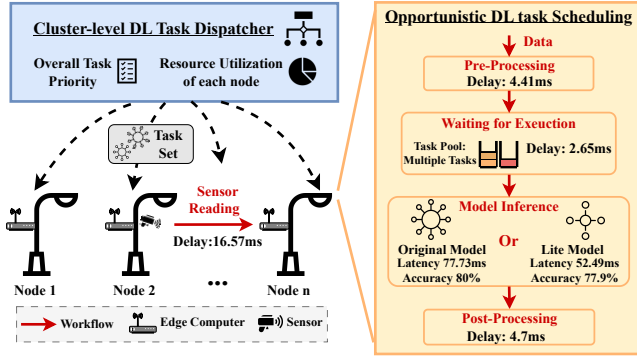 Cluster-level DL Task Dispatcher
Overall Task
Priority
Resource Utilization
of each node
Task
Set
Sensor
Reading
Delay:16.57ms
Node 1
Node 2
...
Node n
Workflow
Edge Computer
Sensor
Opportunistic DL task Scheduling
Data
Pre-Processing
Delay: 4.41ms
Waiting for Exeuction
Task Pool:
Multiple Tasks
Delay: 2.65ms
Model Inference
Original Model
Latency 77.73ms
Accuracy 80%
Or
Lite Model
Latency 52.49ms
Accuracy 77.9%
Post-Processing
Delay: 4.7ms